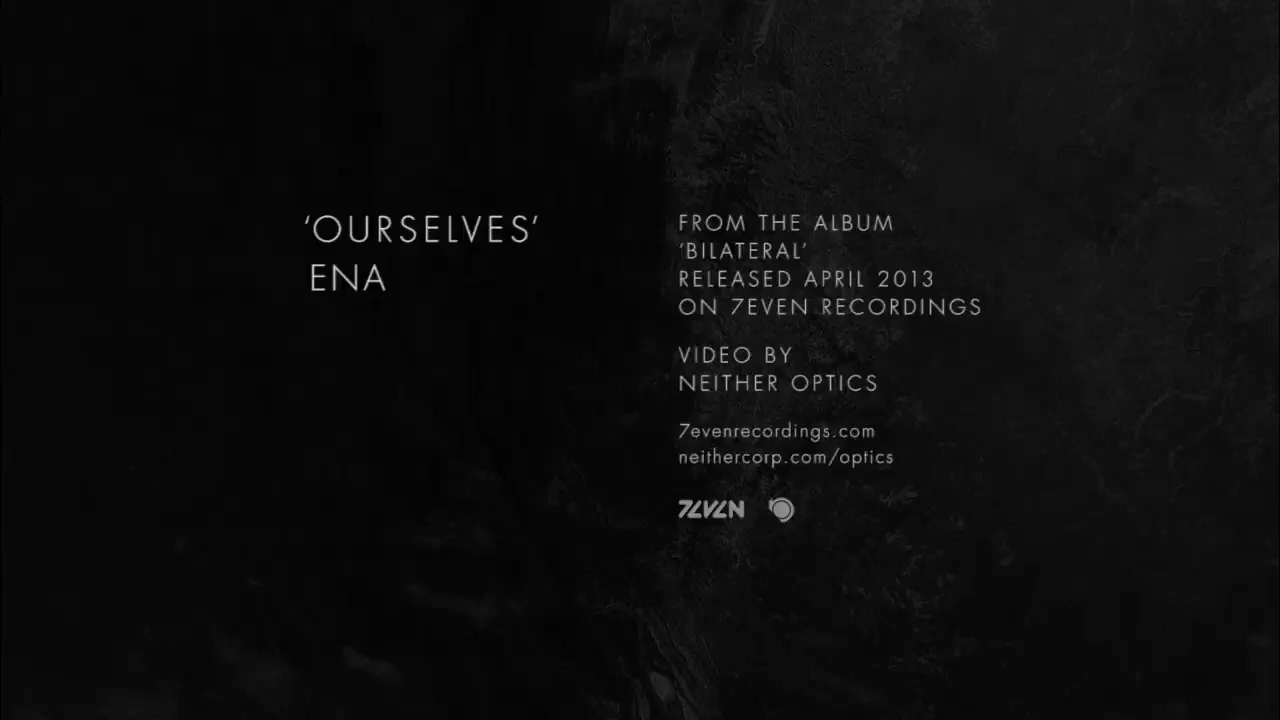 ‘OURSELVES’
ENA
FROM THE ALBUM
‘BILATERAL’
RELEASED APRIL 2013
ON 7EVEN RECORDINGS
VIDEO BY
NEITHER OPTICS
7evenrecordings.com
neithercorp.com/optics
7EVEN